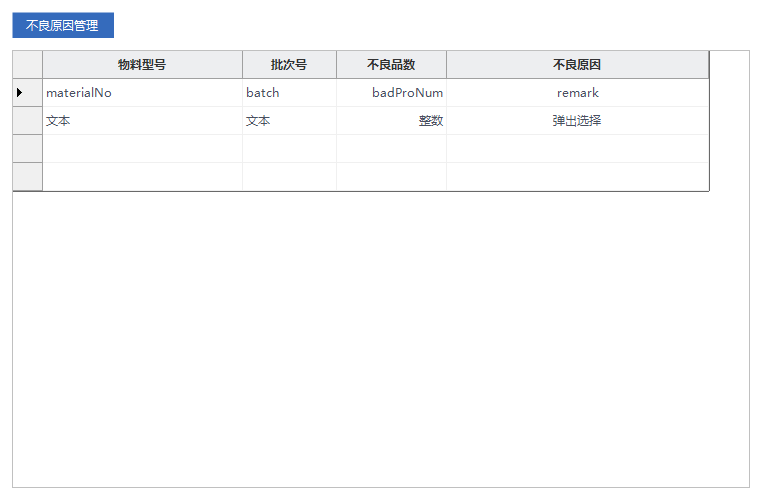 不良原因管理
物料型号 批次号 不良品数 不良原因
materialNo batch badProNum remark
文本 文本 整数 弹出选择